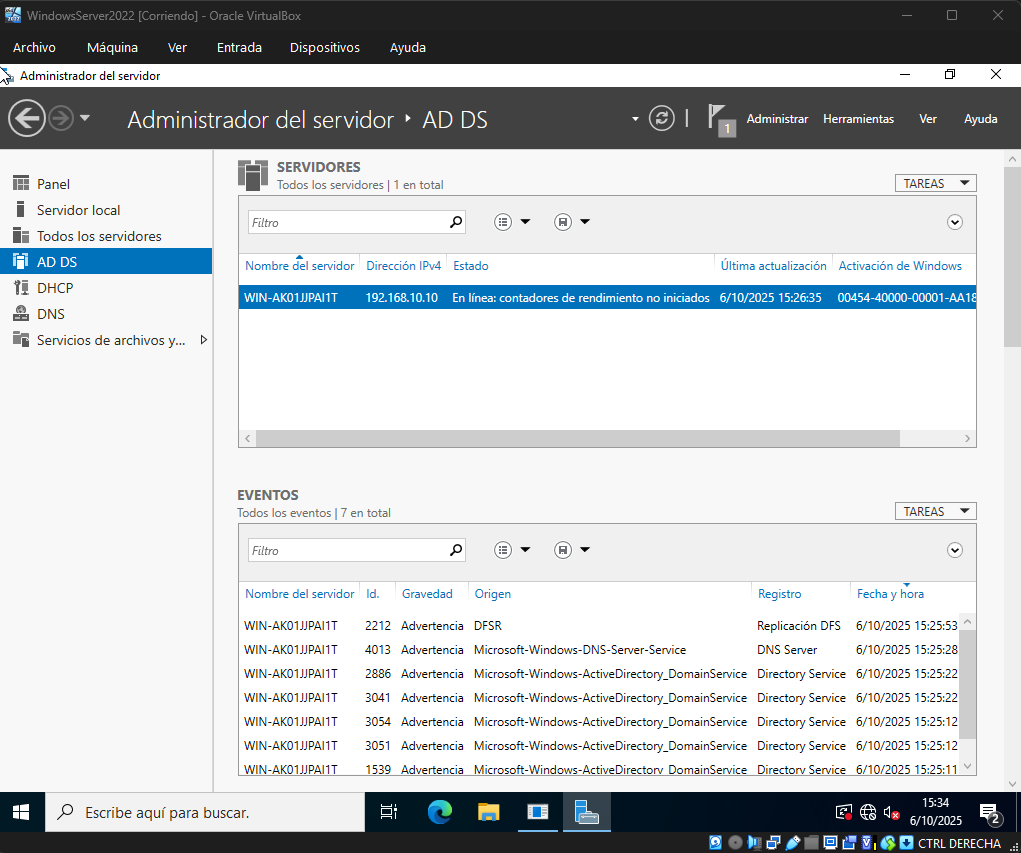 WindowsServer2022 [Corriendo] - Oracle VirtualBox
Archivo Máquina Ver Entrada Dispositivos Ayuda
Administrador del servidor
Administrador del servidor AD DS
1 Administrar Herramientas Ver Ayuda
Panel
Servidor local
Todos los servidores
AD DS
DHCP
DNS
Servicios de archivos y...
SERVIDORES
Todos los servidores | 1 en total
TAREAS
Filtro
Nombre del servidor Dirección IPv4 Estado Última actualización Activación de Windows
WIN-AK01JJPAI1T 192.168.10.10 En línea: contadores de rendimiento no iniciados 6/10/2025 15:26:35 00454-40000-00001-AA18
EVENTOS
Todos los eventos | 7 en total
TAREAS
Filtro
Nombre del servidor Id. Gravedad Origen Registro Fecha y hora
WIN-AK01JJPAI1T 2212 Advertencia DFSR Replicación DFS 6/10/2025 15:25:53
WIN-AK01JJPAI1T 4013 Advertencia Microsoft-Windows-DNS-Server-Service DNS Server 6/10/2025 15:25:28
WIN-AK01JJPAI1T 2886 Advertencia Microsoft-Windows-ActiveDirectory_DomainService Directory Service 6/10/2025 15:25:22
WIN-AK01JJPAI1T 3041 Advertencia Microsoft-Windows-ActiveDirectory_DomainService Directory Service 6/10/2025 15:25:22
WIN-AK01JJPAI1T 3054 Advertencia Microsoft-Windows-ActiveDirectory_DomainService Directory Service 6/10/2025 15:25:12
WIN-AK01JJPAI1T 3051 Advertencia Microsoft-Windows-ActiveDirectory_DomainService Directory Service 6/10/2025 15:25:12
WIN-AK01JJPAI1T 1539 Advertencia Microsoft-Windows-ActiveDirectory_DomainService Directory Service 6/10/2025 15:25:11
Escribe aquí para buscar.
15:34
6/10/2025
2
CTRL DERECHA